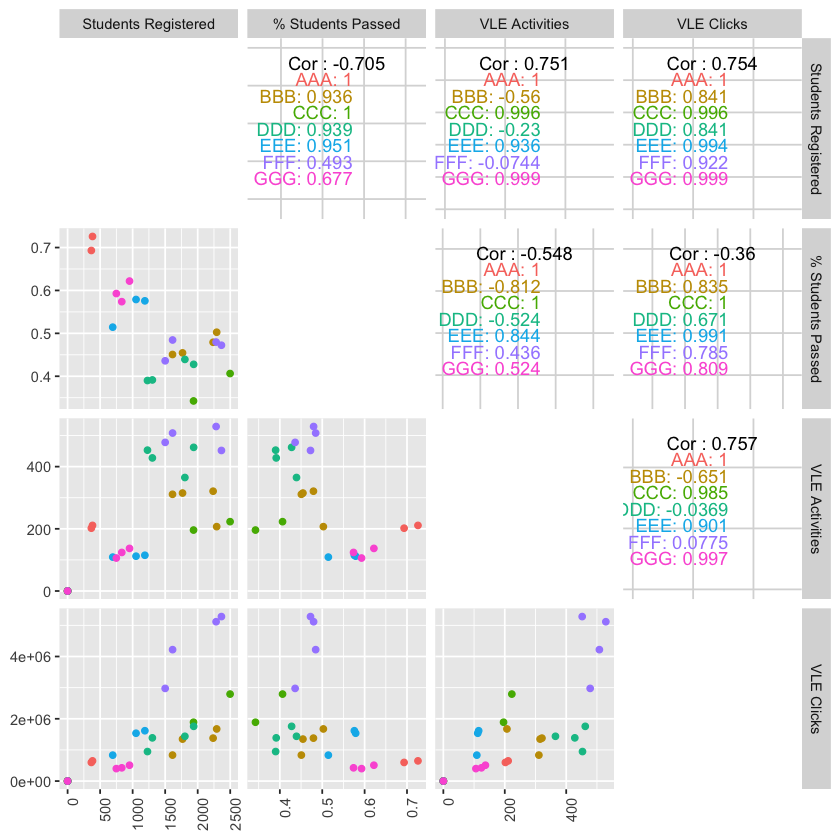 Students Registered
% Students Passed
VLE Activities
VLE Clicks
Cor : -0.705
AAA: 1
BBB: 0.936
CCC: 1
DDD: 0.939
EEE: 0.951
FFF: 0.493
GGG: 0.677
Cor : 0.751
AAA: 1
BBB: -0.56
CCC: 0.996
DDD: -0.23
EEE: 0.936
FFF: -0.0744
GGG: 0.999
Cor : 0.754
AAA: 1
BBB: 0.841
CCC: 0.996
DDD: 0.841
EEE: 0.994
FFF: 0.922
GGG: 0.999
Students Registered
0.7
0.6
0.5
0.4
Cor : -0.548
AAA: 1
BBB: -0.812
CCC: 1
DDD: -0.524
EEE: 0.844
FFF: 0.436
GGG: 0.524
Cor : -0.36
AAA: 1
BBB: 0.835
CCC: 1
DDD: 0.671
EEE: 0.991
FFF: 0.785
GGG: 0.809
% Students Passed
400
200
0
Cor : 0.757
AAA: 1
BBB: -0.651
CCC: 0.985
DDD: -0.0369
EEE: 0.901
FFF: 0.0775
GGG: 0.997
VLE Activities
4e+06
2e+06
0e+00
VLE Clicks
0
500
1000
1500
2000
2500
0.4
0.5
0.6
0.7
0
200
400